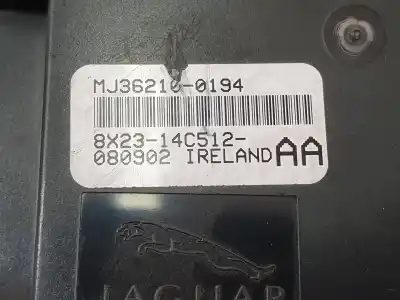 MJ36210-0194
8X23-14C512-
080902 IRELAND AA
JAGUAR